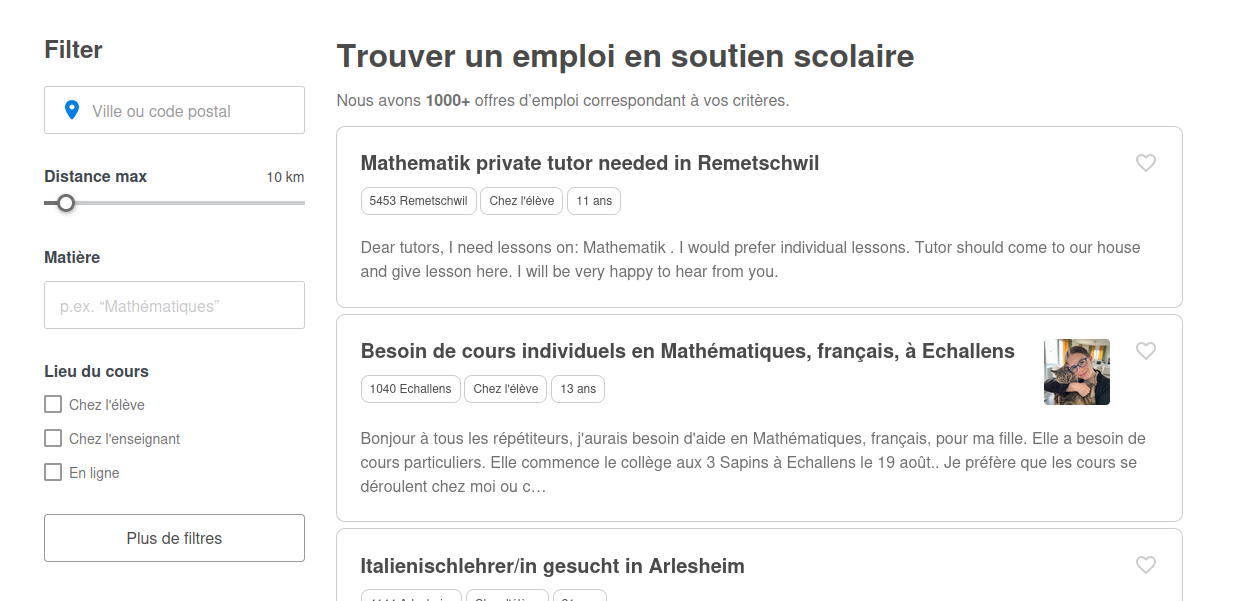 Filter
Ville ou code postal
Distance max 10 km
Matière
p.ex. “Mathématiques”
Lieu du cours
Chez l'élève
Chez l'enseignant
En ligne
Plus de filtres
Trouver un emploi en soutien scolaire
Nous avons 1000+ offres d’emploi correspondant à vos critères.
Mathematik private tutor needed in Remetschwil
5453 Remetschwil Chez l'élève 11 ans
Dear tutors, I need lessons on: Mathematik . I would prefer individual lessons. Tutor should come to our house
and give lesson here. I will be very happy to hear from you.
Besoin de cours individuels en Mathématiques, français, à Echallens
1040 Echallens Chez l'élève 13 ans
Bonjour à tous les répétiteurs, j'aurais besoin d'aide en Mathématiques, français, pour ma fille. Elle a besoin de
cours particuliers. Elle commence le collège aux 3 Sapins à Echallens le 19 août.. Je préfère que les cours se
déroulent chez moi ou c…
Italienischlehrer/in gesucht in Arlesheim